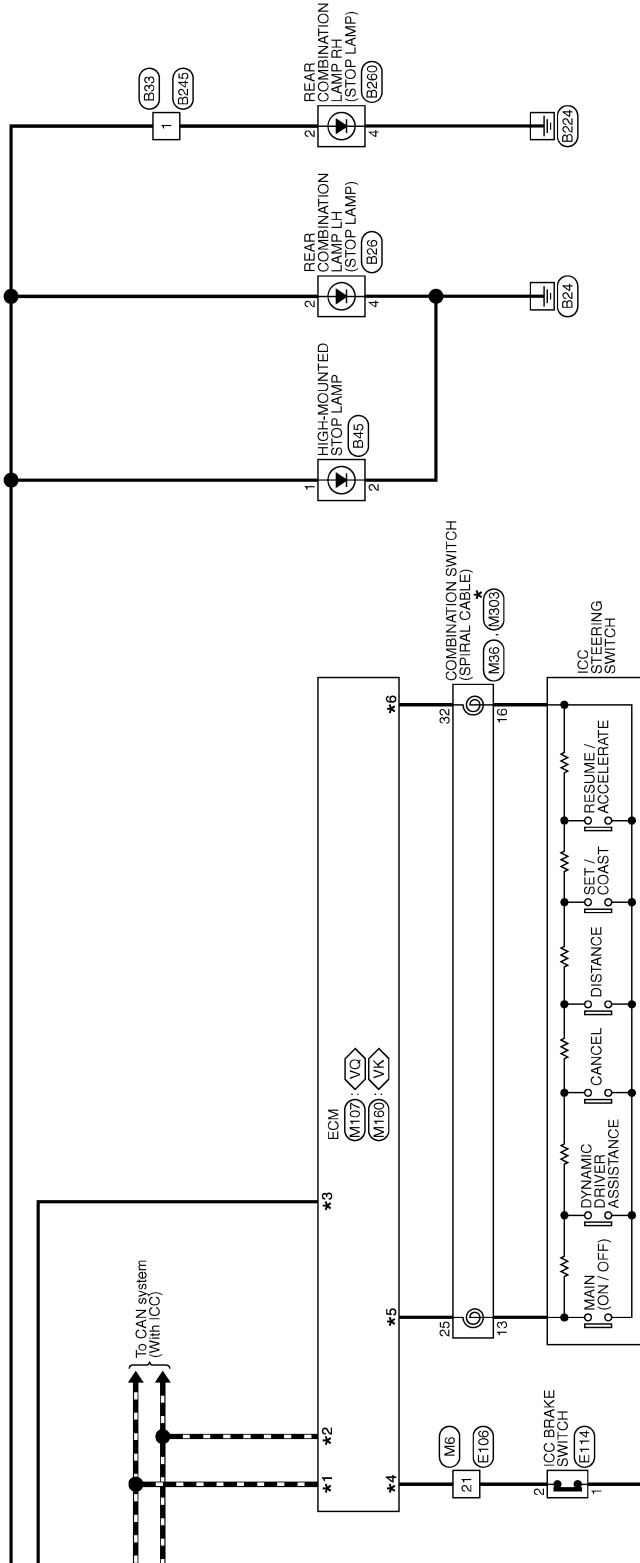 REAR
COMBINATION
LAMP RH
(STOP LAMP)
B260
B33
B245
1
2
4
B224
REAR
COMBINATION
LAMP LH
(STOP LAMP)
B26
2
4
B24
HIGH-MOUNTED
STOP LAMP
B45
1
2
COMBINATION SWITCH
(SPIRAL CABLE)
*
M36 , M303
ECM
M107 : VQ
M160 : VK
*3
*6
32
16
*5
25
13
ICC
STEERING
SWITCH
RESUME /
ACCELERATE
SET /
COAST
DISTANCE
CANCEL
DYNAMIC
DRIVER
ASSISTANCE
MAIN
(ON / OFF)
To CAN system
(With ICC)
*2
*1
*4
M6
E106
21
ICC BRAKE
SWITCH
E114
2
1